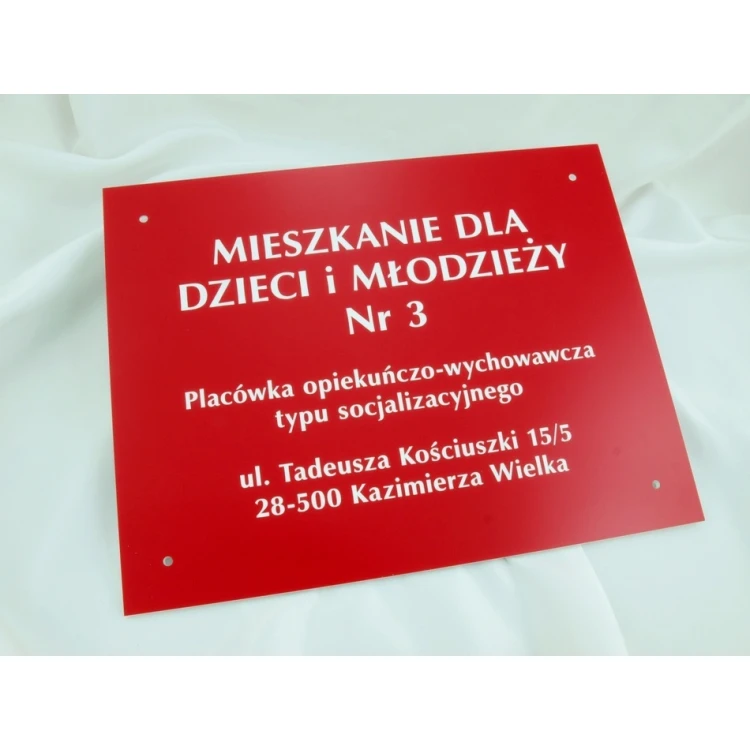 MIESZKANIE DLA
DZIECI i MŁODZIEŻY
Nr 3
Placówka opiekuńczo-wychowawcza
typu socjalizacyjnego
ul. Tadeusza Kościuszki 15/5
28-500 Kazimierza Wielka